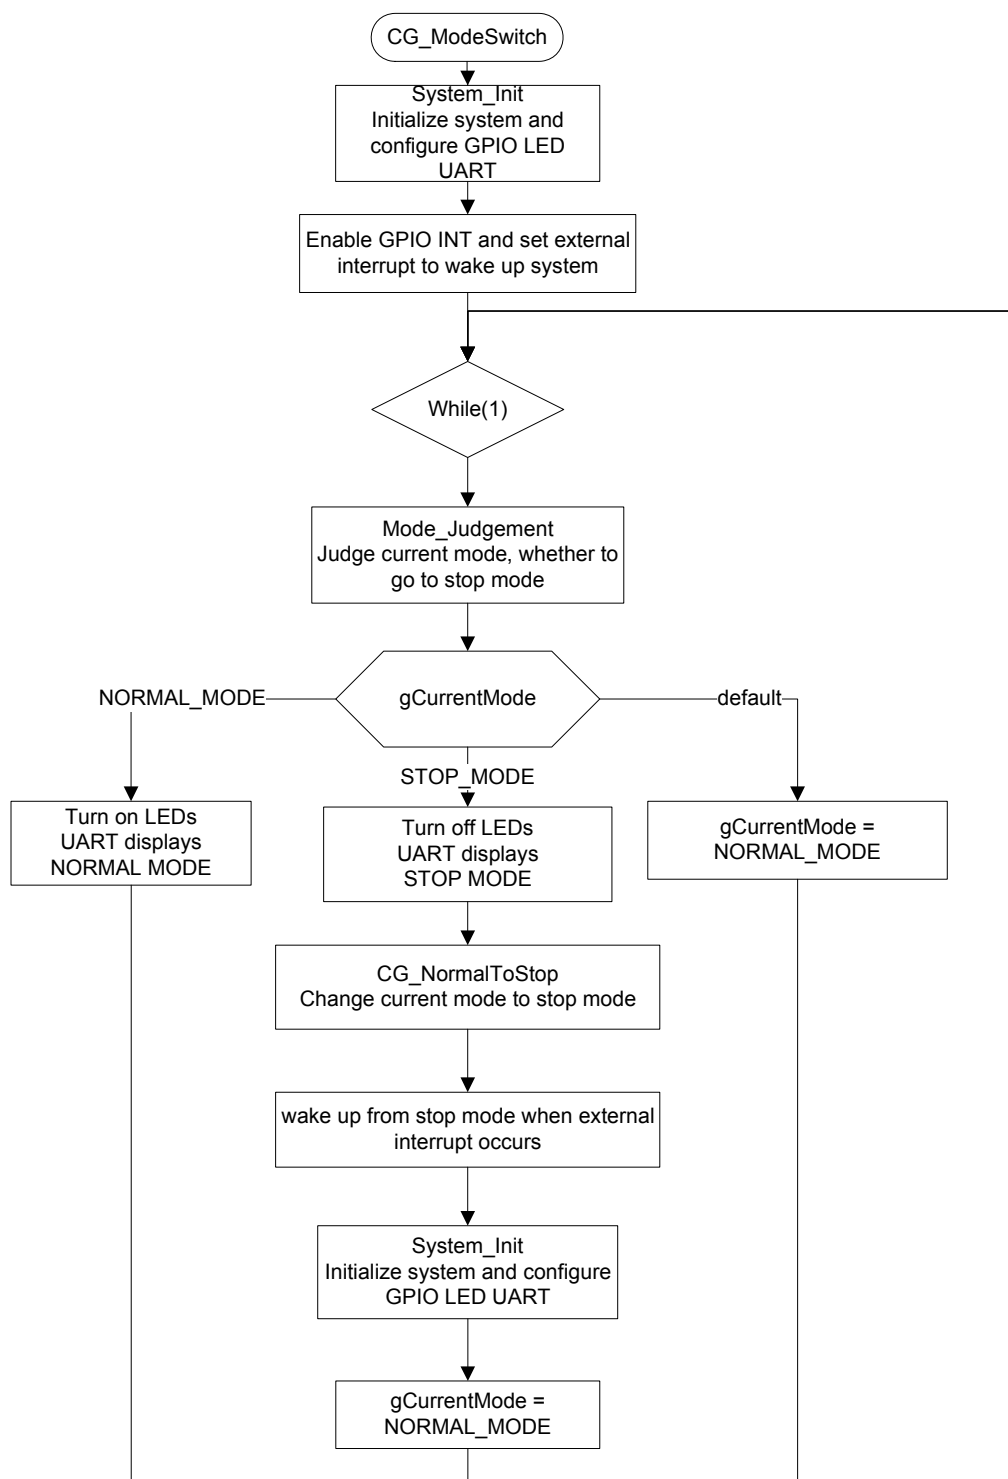 CG_ModeSwitch
System_Init
Initialize system and
configure GPIO LED
UART
Enable GPIO INT and set external
interrupt to wake up system
While(1)
Mode_Judgement
Judge current mode, whether to
go to stop mode
NORMAL_MODE
gCurrentMode
default
STOP_MODE
Turn on LEDs
UART displays
NORMAL MODE
Turn off LEDs
UART displays
STOP MODE
gCurrentMode =
NORMAL_MODE
CG_NormalToStop
Change current mode to stop mode
wake up from stop mode when external
interrupt occurs
System_Init
Initialize system and configure
GPIO LED UART
gCurrentMode =
NORMAL_MODE